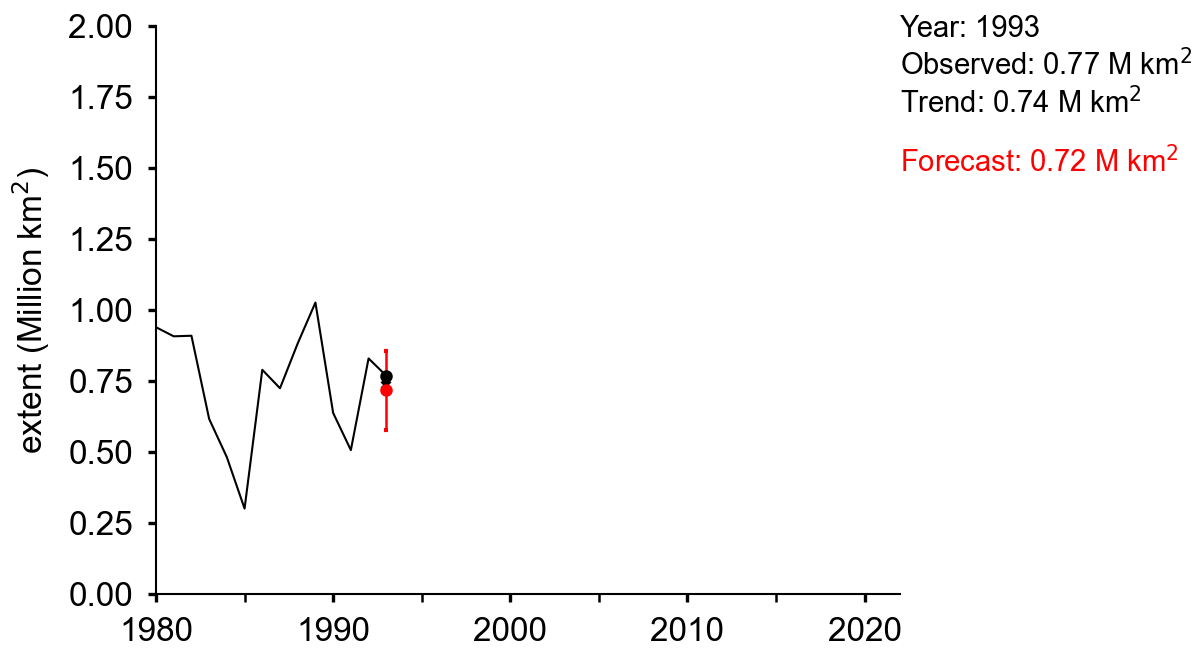 2.00
1.75
1.50
1.25
1.00
0.75
0.50
0.25
0.00
extent (Million km²)
1980 1990 2000 2010 2020
Year: 1993
Observed: 0.77 M km²
Trend: 0.74 M km²
Forecast: 0.72 M km²